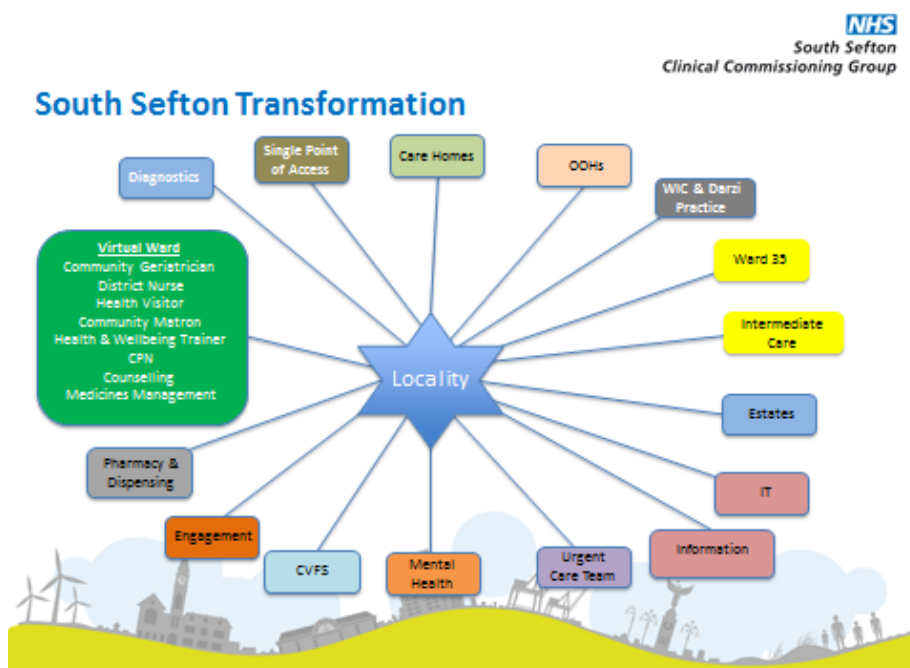 NHS
South Sefton
Clinical Commissioning Group
South Sefton Transformation
Diagnostics
Single Point
of Access
Care Homes
OOHs
WIC & Darzi
Practice
Virtual Ward
Community Geriatrician
District Nurse
Health Visitor
Community Matron
Health & Wellbeing Trainer
CPN
Counselling
Medicines Management
Ward 35
Intermediate
Care
Locality
Estates
Pharmacy &
Dispensing
IT
Engagement
CVFS
Mental
Health
Urgent
Care Team
Information